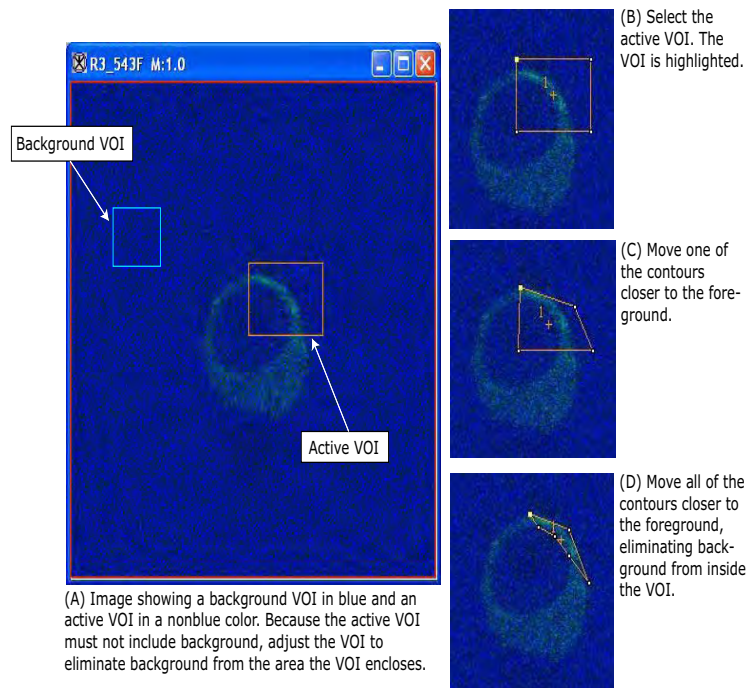 R3_543F M:1.0
Background VOI
Active VOI
(A) Image showing a background VOI in blue and an
active VOI in a nonblue color. Because the active VOI
must not include background, adjust the VOI to
eliminate background from the area the VOI encloses.
(B) Select the
active VOI. The
VOI is highlighted.
1
(C) Move one of
the contours
closer to the fore-
ground.
1
(D) Move all of the
contours closer to
the foreground,
eliminating back-
ground from inside
the VOI.
1